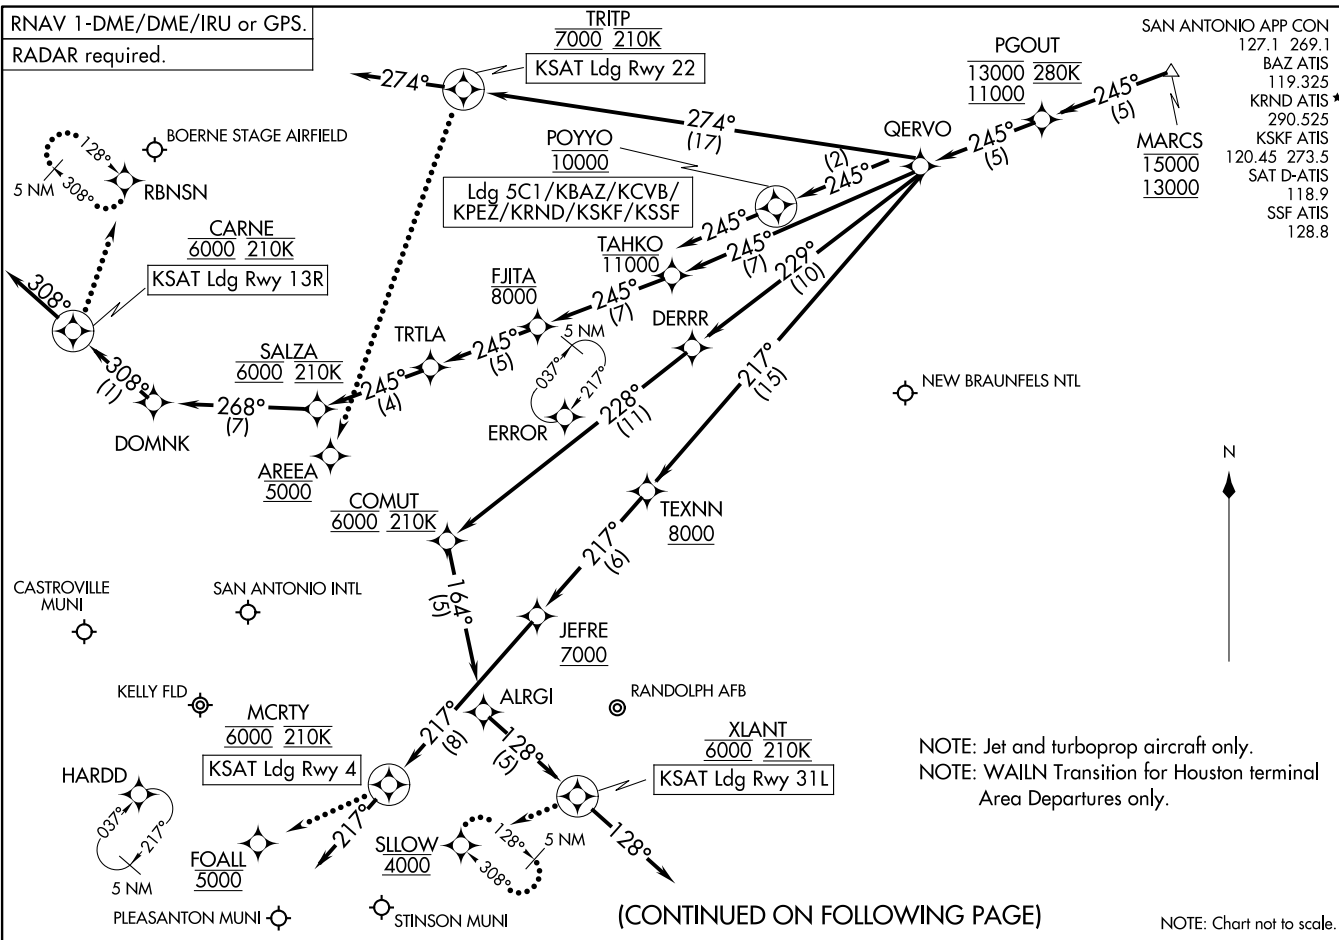 RNAV 1-DME/DME/IRU or GPS.
RADAR required.
TRITP
7000 210K
KSAT Ldg Rwy 22
274°
274°
(17)
PGOUT
13000 280K
11000
245°
(5)
245°
(5)
MARCS
15000
13000
SAN ANTONIO APP CON
127.1 269.1
BAZ ATIS
119.325
KRND ATIS ★
290.525
KSKF ATIS
120.45 273.5
SAT D-ATIS
118.9
SSF ATIS
128.8
QERVO
POYYO
10000
Ldg 5C1/KBAZ/KCVB/
KPEZ/KRND/KSKF/KSSF
(2)
245°
245°
245°
(7)
229°
(10)
217°
(15)
BOERNE STAGE AIRFIELD
128°
308°
5 NM
RBNSN
CARNE
6000 210K
KSAT Ldg Rwy 13R
308°
308°
(1)
TAHKO
11000
245°
(7)
FJITA
8000
245°
(5)
TRTLA
245°
(4)
SALZA
6000 210K
268°
(7)
DOMNK
DERRR
5 NM
037°
217°
ERROR
228°
(11)
NEW BRAUNFELS NTL
N
AREEA
5000
COMUT
6000 210K
164°
(5)
TEXNN
8000
217°
(6)
JEFRE
7000
CASTROVILLE
MUNI
SAN ANTONIO INTL
KELLY FLD
RANDOLPH AFB
ALRGI
217°
(8)
128°
(5)
MCRTY
6000 210K
KSAT Ldg Rwy 4
217°
XLANT
6000 210K
KSAT Ldg Rwy 31L
128°
HARDD
037°
217°
5 NM
FOALL
5000
SLLOW
4000
128°
308°
5 NM
PLEASANTON MUNI
STINSON MUNI
NOTE: Jet and turboprop aircraft only.
NOTE: WAILN Transition for Houston terminal
Area Departures only.
(CONTINUED ON FOLLOWING PAGE)
NOTE: Chart not to scale.